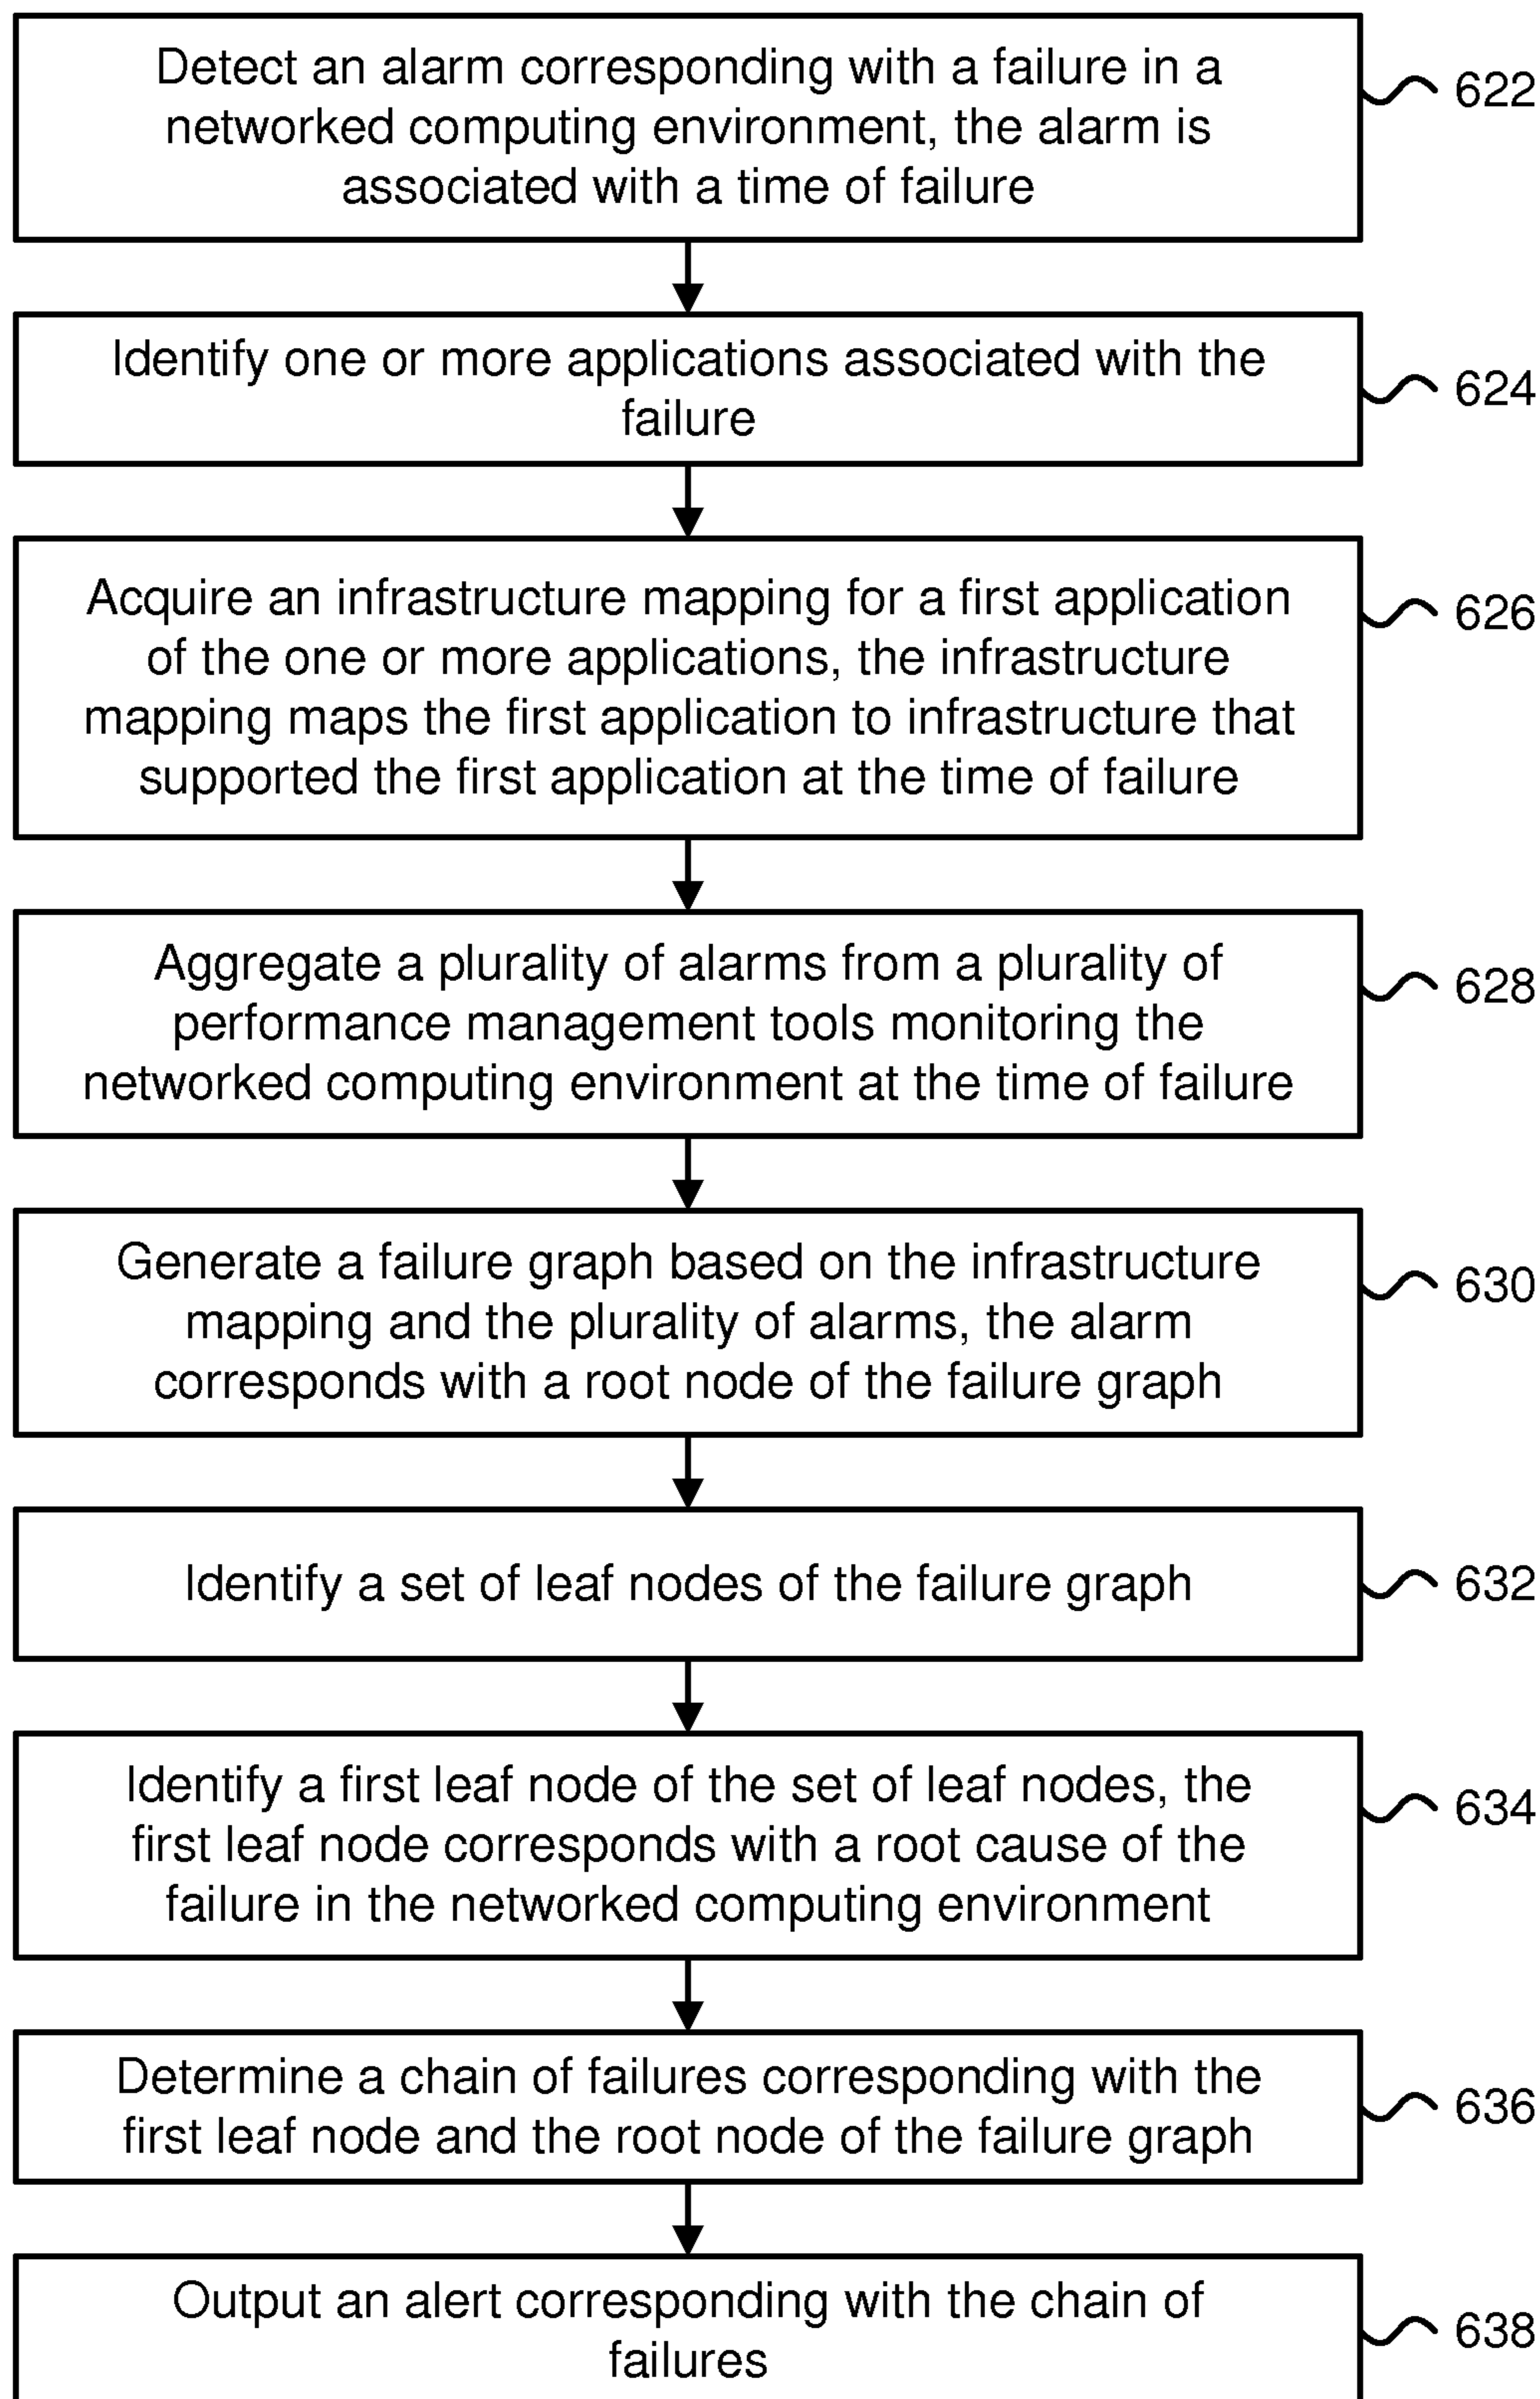 Detect an alarm corresponding with a failure in a
networked computing environment, the alarm is
associated with a time of failure
622
Identify one or more applications associated with the
failure
624
Acquire an infrastructure mapping for a first application
of the one or more applications, the infrastructure
mapping maps the first application to infrastructure that
supported the first application at the time of failure
626
Aggregate a plurality of alarms from a plurality of
performance management tools monitoring the
networked computing environment at the time of failure
628
Generate a failure graph based on the infrastructure
mapping and the plurality of alarms, the alarm
corresponds with a root node of the failure graph
630
Identify a set of leaf nodes of the failure graph
632
Identify a first leaf node of the set of leaf nodes, the
first leaf node corresponds with a root cause of the
failure in the networked computing environment
634
Determine a chain of failures corresponding with the
first leaf node and the root node of the failure graph
636
Output an alert corresponding with the chain of
failures
638